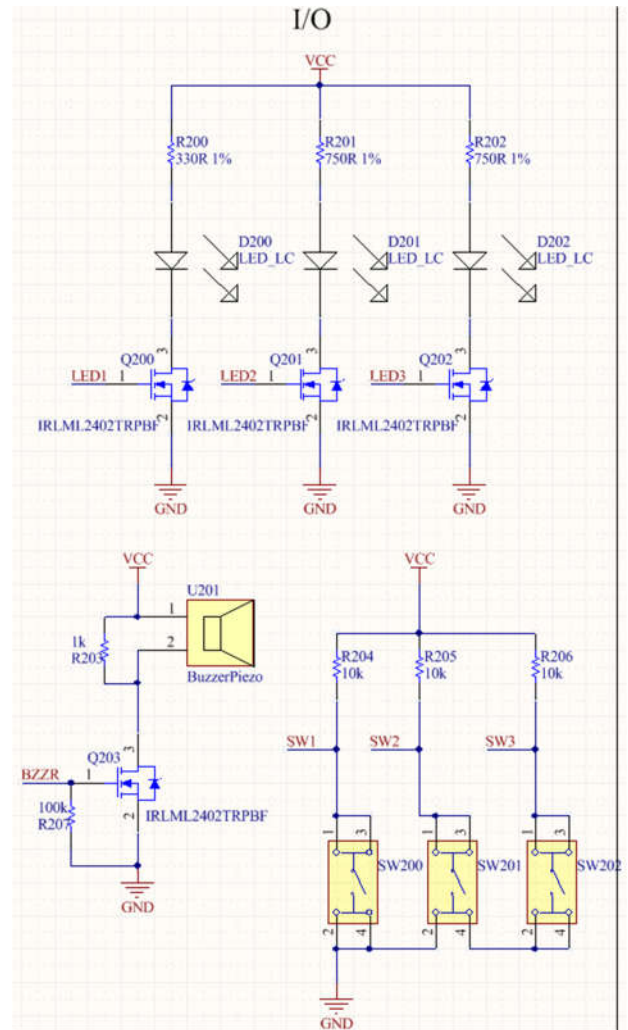 I/O
VCC
R200
330R 1%
R201
750R 1%
R202
750R 1%
D200
LED_LC
D201
LED_LC
D202
LED_LC
LED1
1
Q200
3
2
IRLML2402TRPBF
LED2
1
Q201
3
2
IRLML2402TRPBF
LED3
1
Q202
3
2
IRLML2402TRPBF
GND
GND
GND
VCC
U201
1
2
BuzzerPiezo
1k
R203
BZZR
1
Q203
3
2
IRLML2402TRPBF
100k
R207
GND
VCC
R204
10k
R205
10k
R206
10k
SW1
SW2
SW3
1
3
SW200
2
4
1
3
SW201
2
4
1
3
SW202
2
4
GND